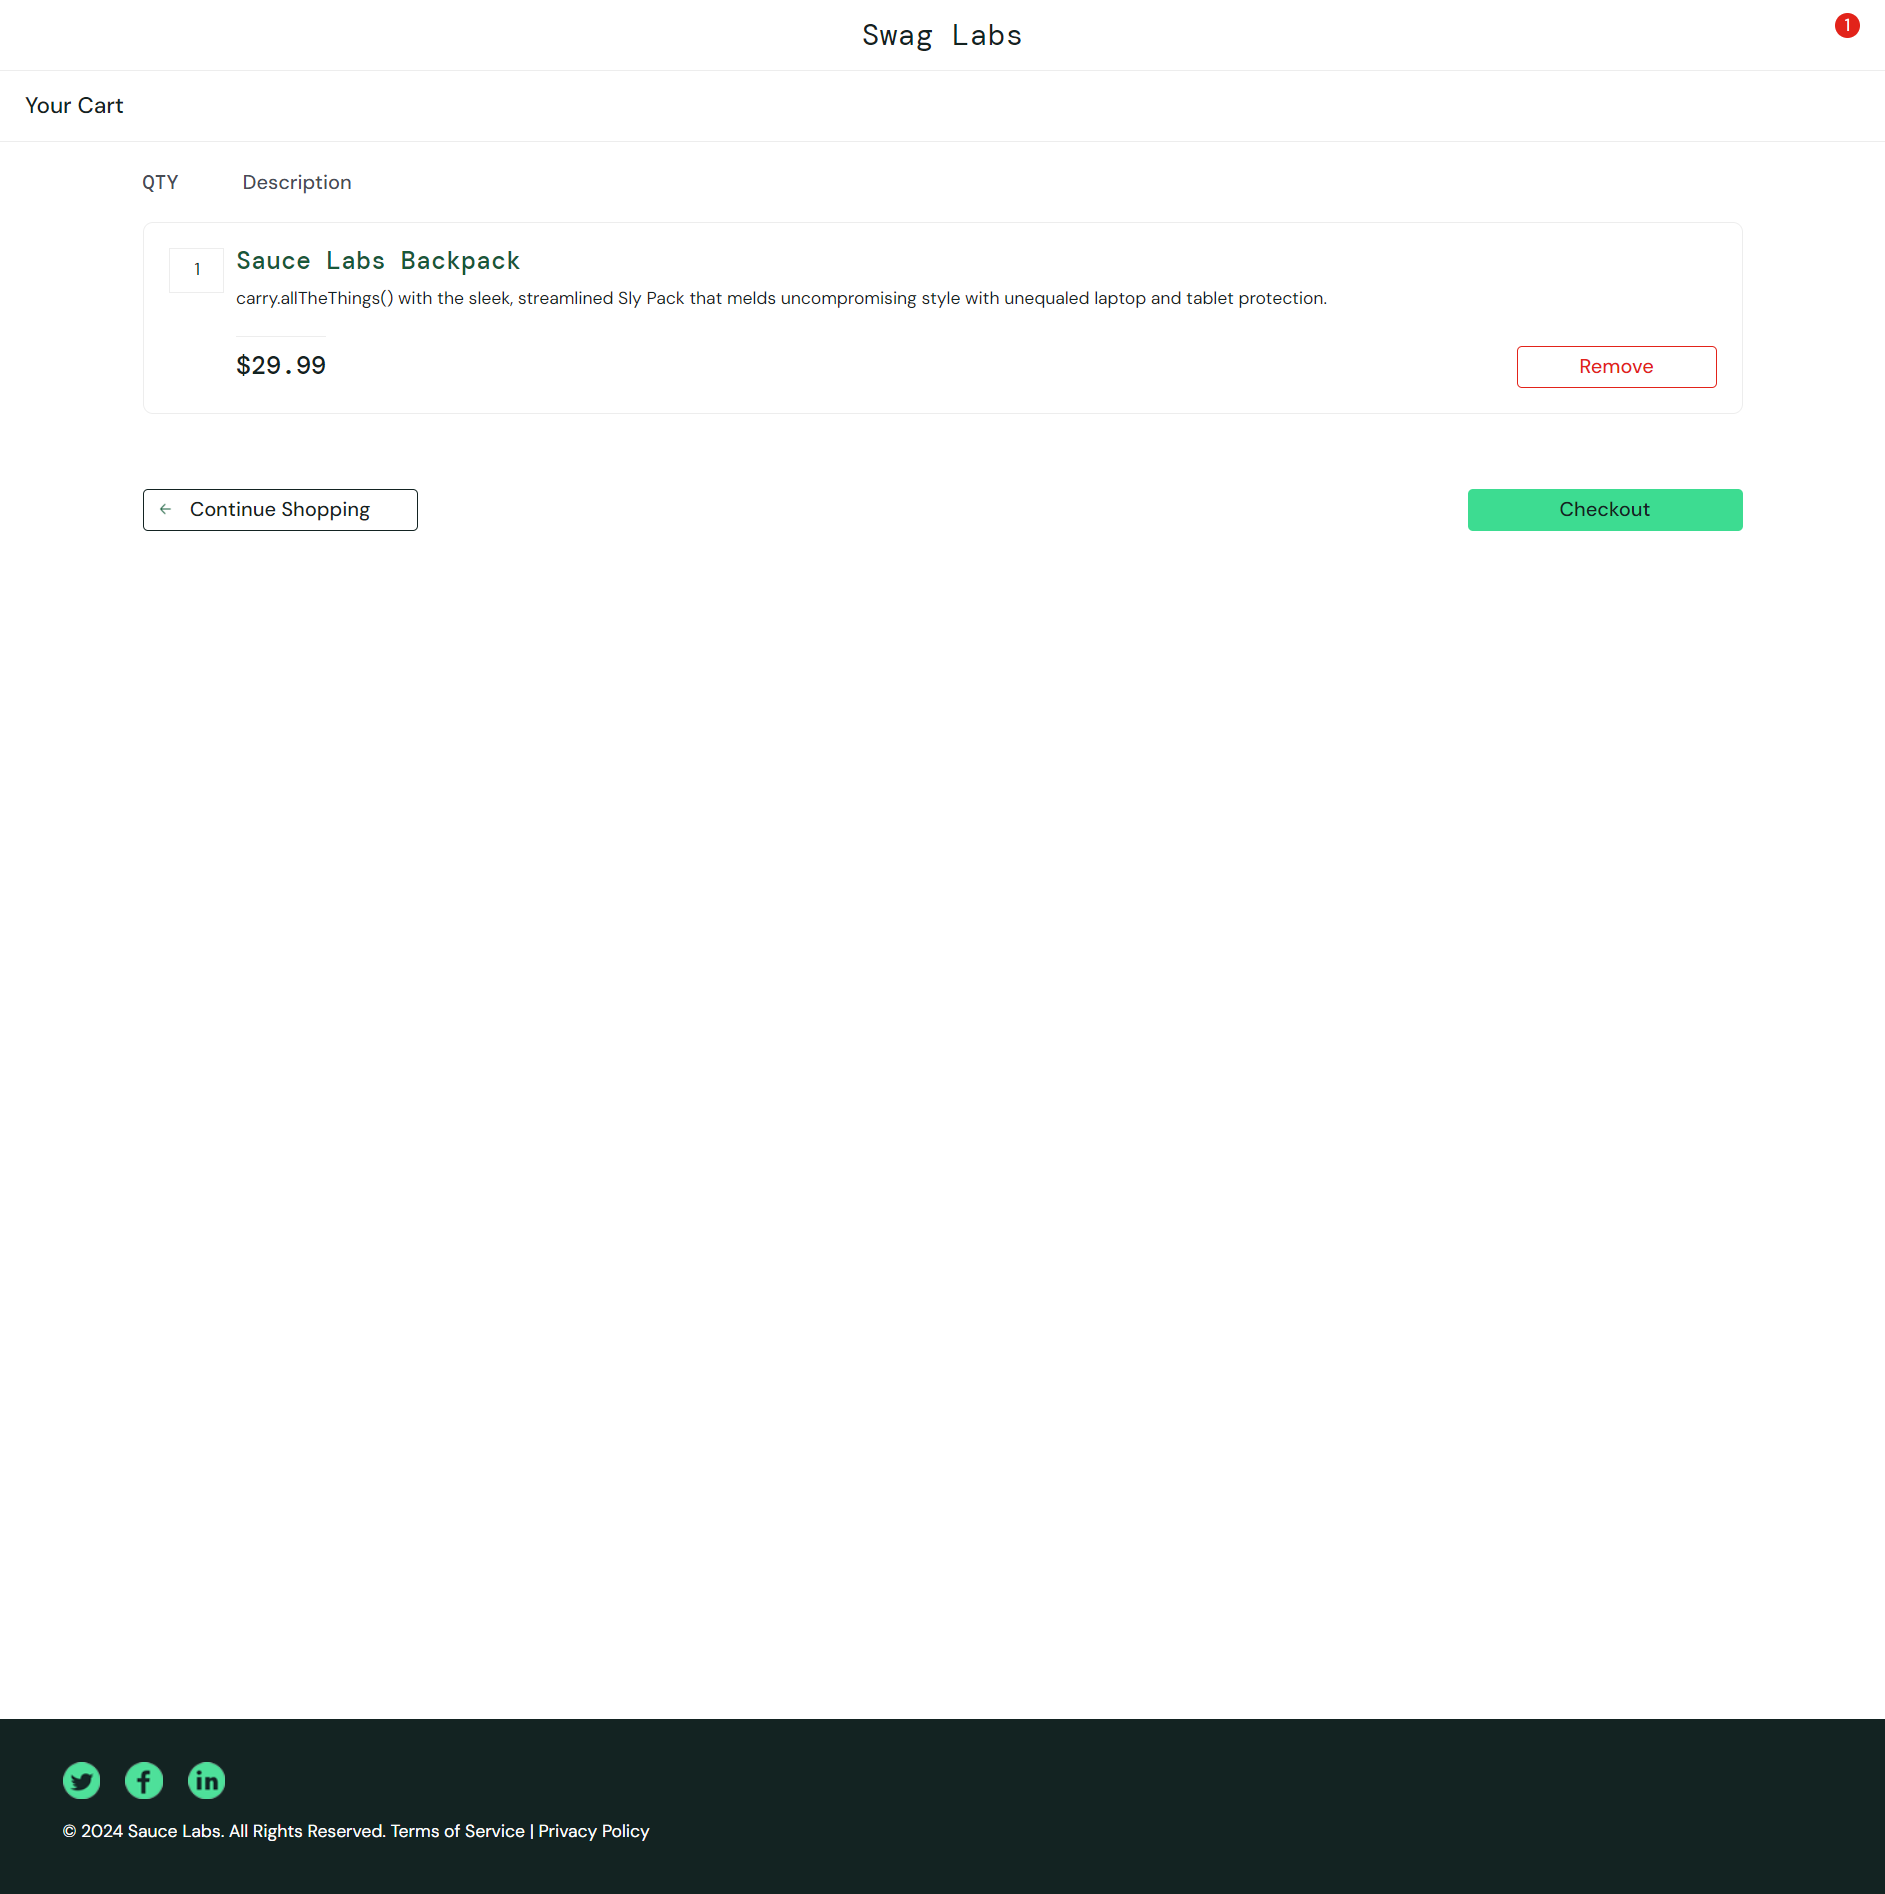 Swag Labs
1
Your Cart
QTY Description
1
Sauce Labs Backpack
carry.allTheThings() with the sleek, streamlined Sly Pack that melds uncompromising style with unequaled laptop and tablet protection.
$29.99
Remove
← Continue Shopping
Checkout
© 2024 Sauce Labs. All Rights Reserved. Terms of Service | Privacy Policy